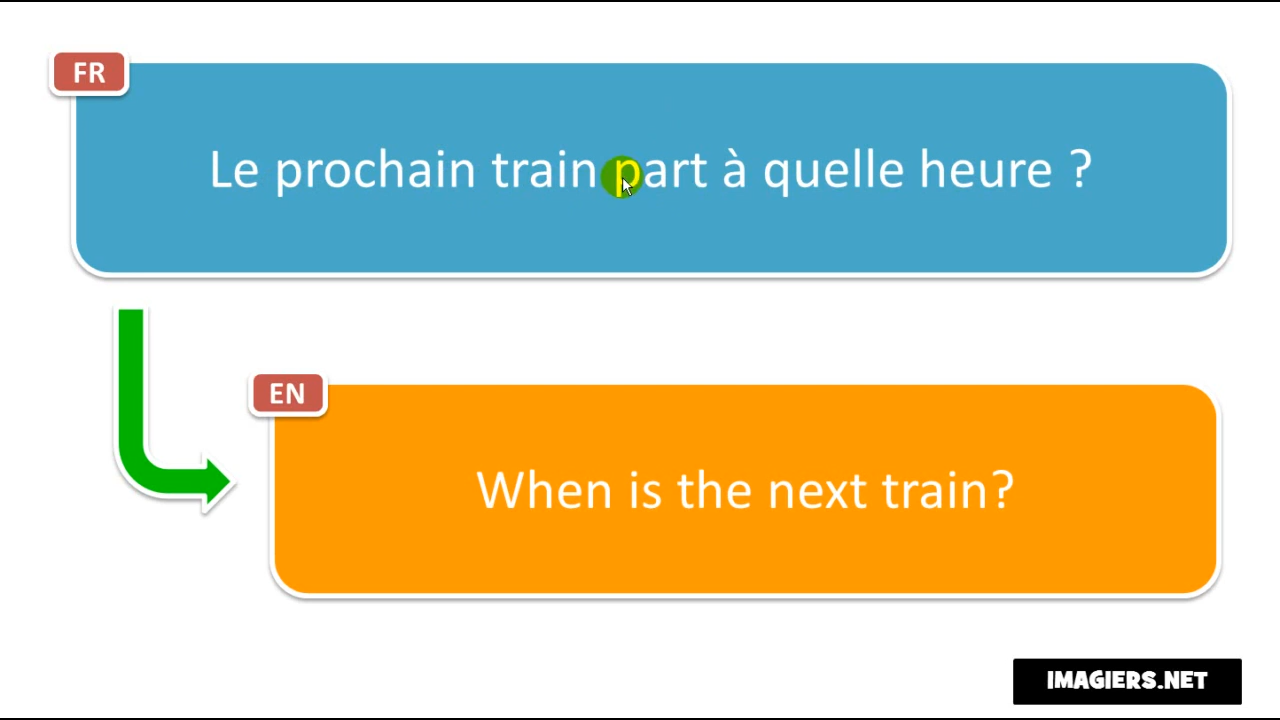 FR
Le prochain train part à quelle heure ?
EN
When is the next train?
IMAGIERS.NET